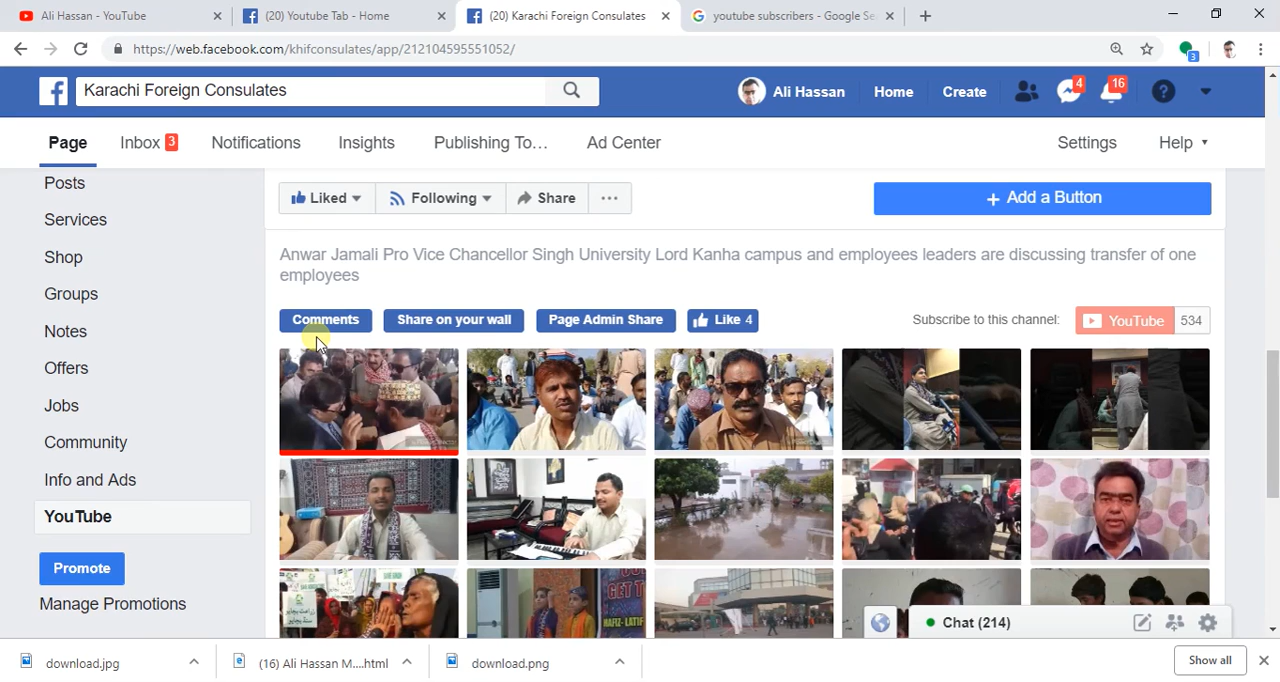 Ali Hassan - YouTube
(20) Youtube Tab - Home
(20) Karachi Foreign Consulates
youtube subscribers - Google Se
https://web.facebook.com/khifconsulates/app/212104595551052/
3
Karachi Foreign Consulates
Ali Hassan
Home
Create
4
16
Page
Inbox 3
Notifications
Insights
Publishing To...
Ad Center
Settings
Help
Posts
Services
Shop
Groups
Notes
Offers
Jobs
Community
Info and Ads
YouTube
Promote
Manage Promotions
Liked
Following
Share
+ Add a Button
Anwar Jamali Pro Vice Chancellor Singh University Lord Kanha campus and employees leaders are discussing transfer of one
employees
Comments
Share on your wall
Page Admin Share
Like 4
Subscribe to this channel:
YouTube
534
GET T
HAFIZ-LATIF
Chat (214)
download.jpg
(16) Ali Hassan M....html
download.png
Show all